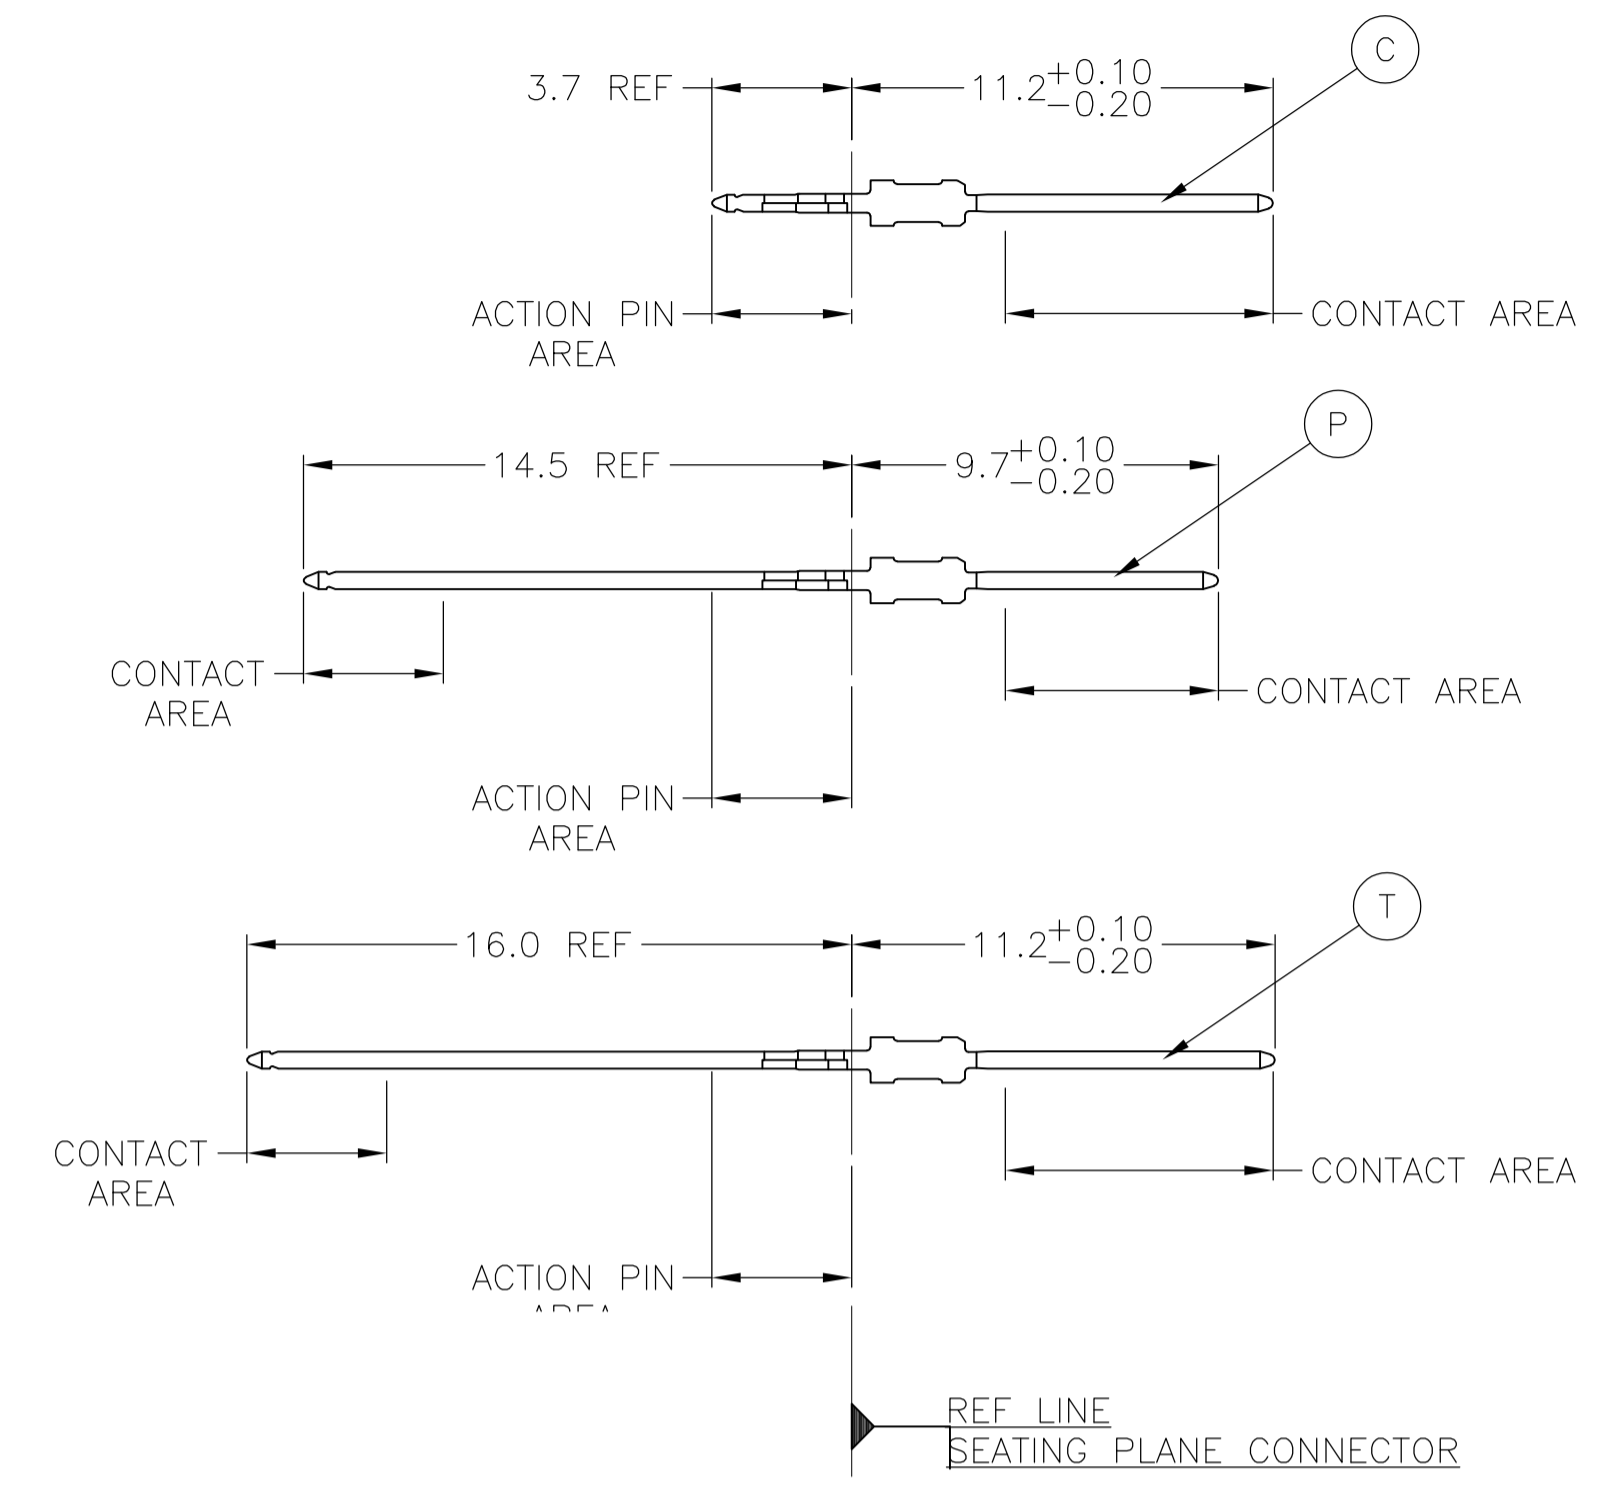 C
3.7 REF
11.2 +0.10
-0.20
ACTION PIN
AREA
CONTACT AREA
P
14.5 REF
9.7 +0.10
-0.20
CONTACT
AREA
CONTACT AREA
ACTION PIN
AREA
T
16.0 REF
11.2 +0.10
-0.20
CONTACT
AREA
CONTACT AREA
ACTION PIN
AREA
REF LINE
SEATING PLANE CONNECTOR